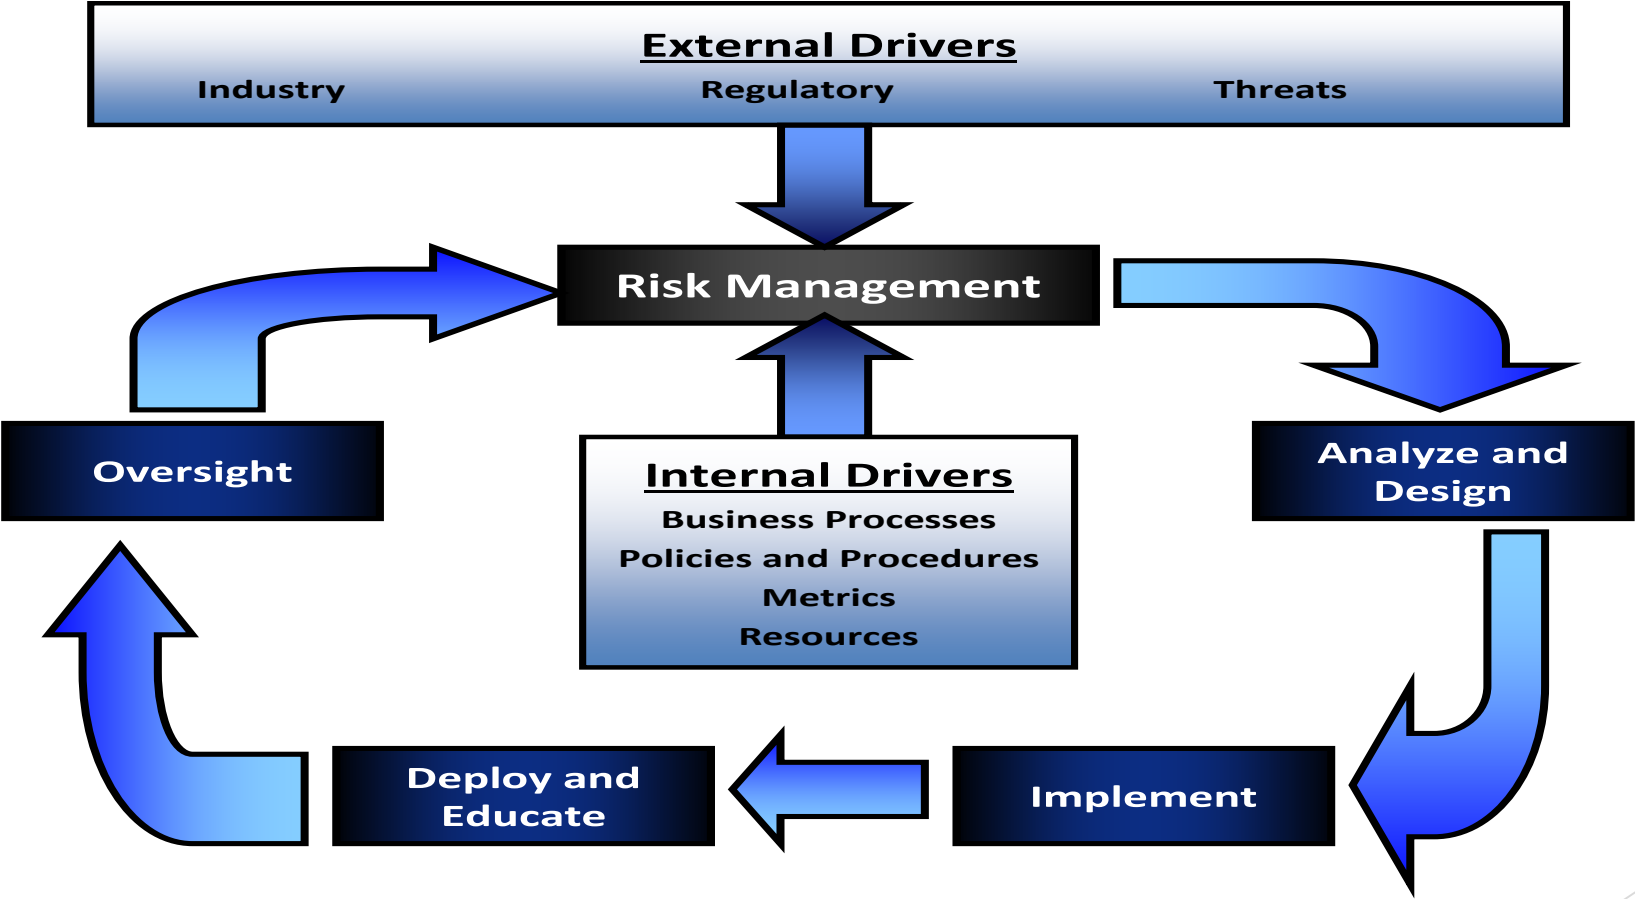 External Drivers
Industry Regulatory Threats
Risk Management
Oversight
Analyze and
Design
Internal Drivers
Business Processes
Policies and Procedures
Metrics
Resources
Deploy and
Educate
Implement